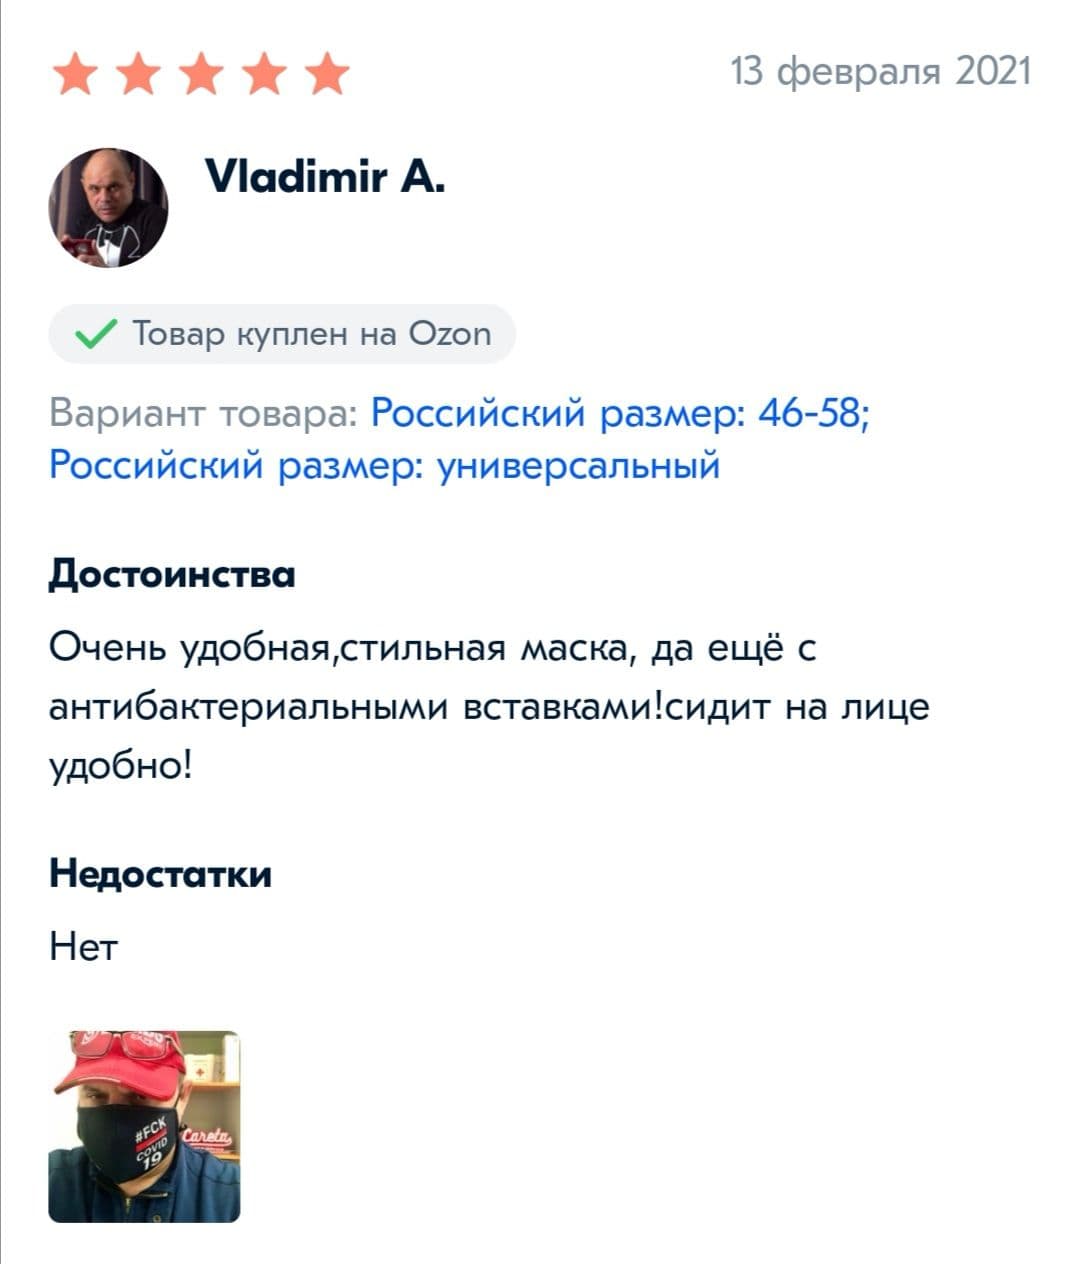 13 февраля 2021
Vladimir A.
Товар куплен на Ozon
Вариант товара: Российский размер: 46-58;
Российский размер: универсальный
Достоинства
Очень удобная,стильная маска, да ещё с
антибактериальными вставками!сидит на лице
удобно!
Недостатки
Нет
#FCK
COVID
19